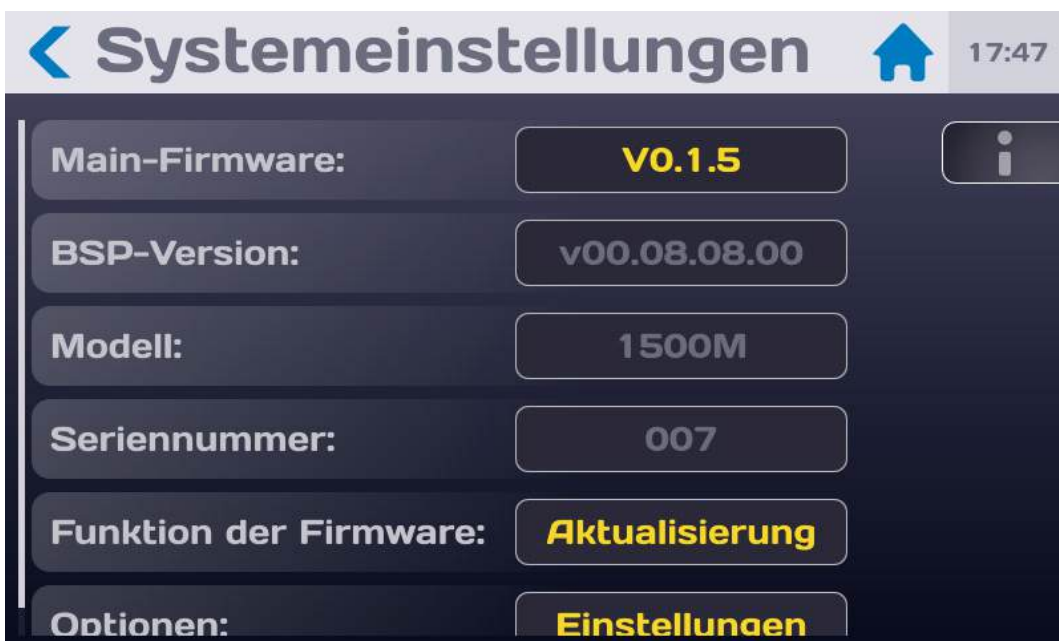 Systemeinstellungen
17:47
Main-Firmware: V0.1.5
BSP-Version: v00.08.08.00
Modell: 1500M
Seriennummer: 007
Funktion der Firmware: Aktualisierung
Optionen: Einstellungen